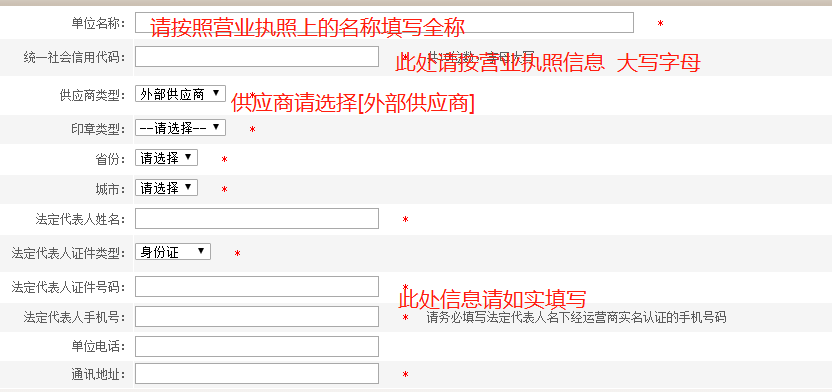 单位名称: 请按照营业执照上的名称填写全称 *
统一社会信用代码: * 此处请按营业执照信息 大写字母
供应商类型: 外部供应商 * 供应商请选择[外部供应商]
印章类型: --请选择-- *
省份: 请选择 *
城市: 请选择 *
法定代表人姓名: *
法定代表人证件类型: 身份证 *
法定代表人证件号码: * 此处信息请如实填写
法定代表人手机号: * 请务必填写法定代表人名下经运营商实名认证的手机号码
单位电话:
通讯地址: *